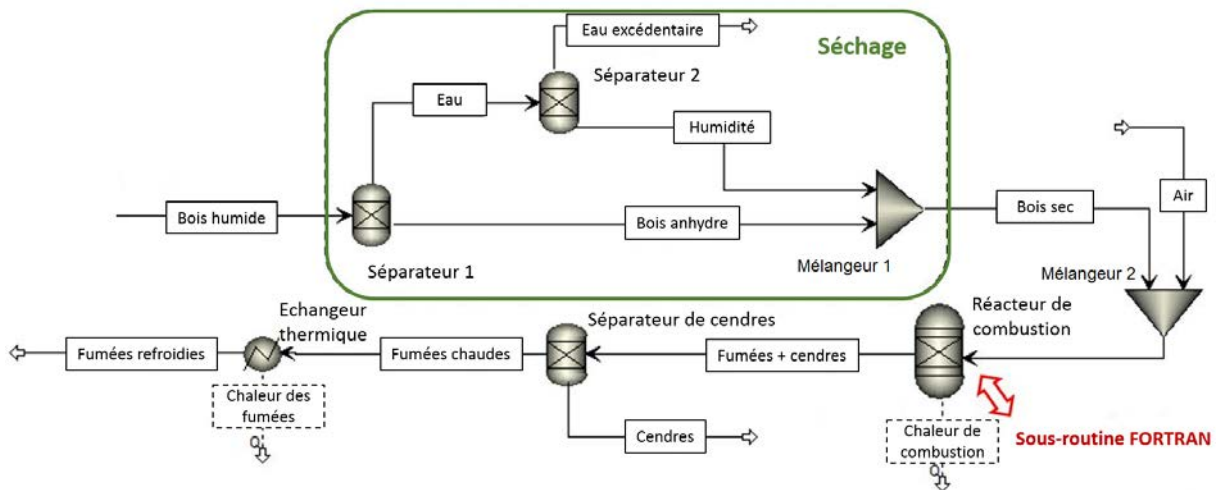 Eau excédentaire
Séchage
Séparateur 2
Eau
Humidité
Bois humide
Bois anhydre
Bois sec
Air
Séparateur 1
Mélangeur 1
Mélangeur 2
Echangeur
thermique
Séparateur de cendres
Réacteur de
combustion
Fumées refroidies
Fumées chaudes
Fumées + cendres
Chaleur des
fumées
Q
Cendres
Chaleur de
combustion
Q
Sous-routine FORTRAN